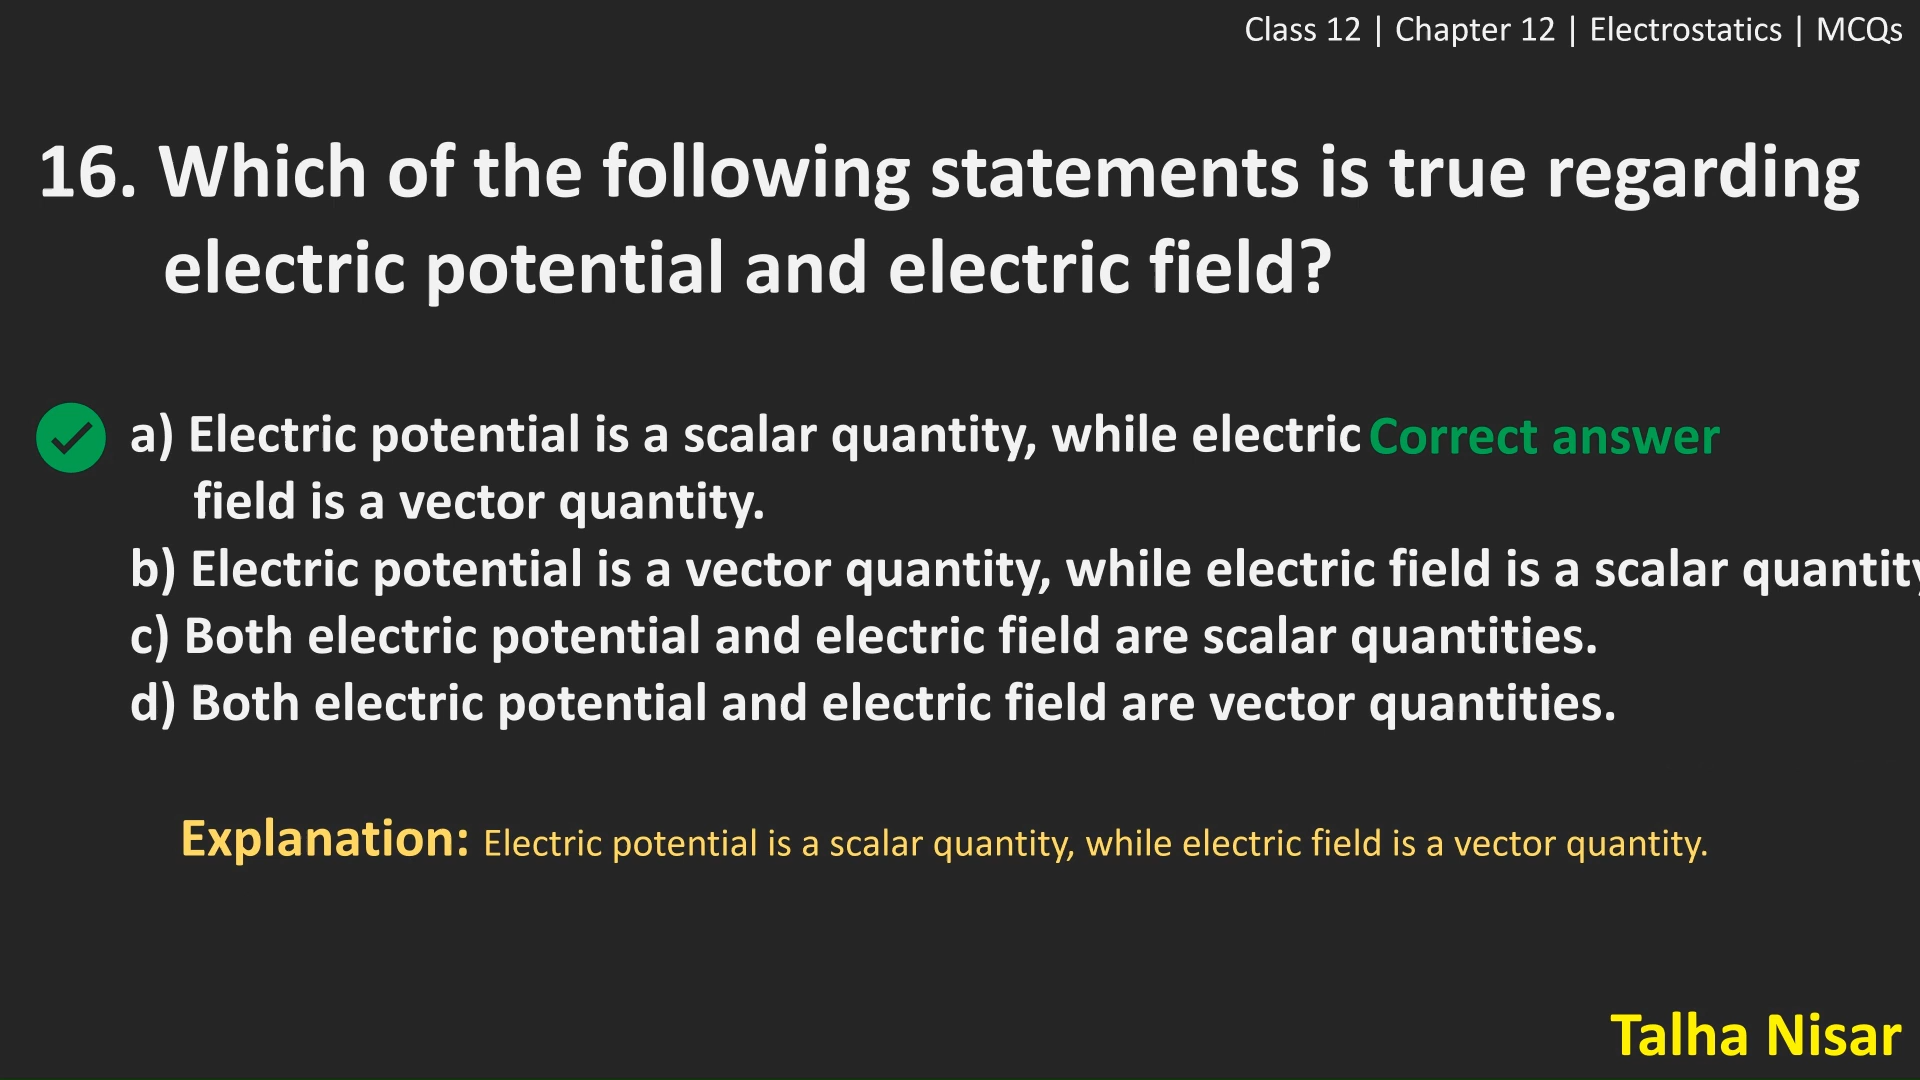 Class 12 | Chapter 12 | Electrostatics | MCQs
16. Which of the following statements is true regarding
electric potential and electric field?
a) Electric potential is a scalar quantity, while electric Correct answer
field is a vector quantity.
b) Electric potential is a vector quantity, while electric field is a scalar quantity
c) Both electric potential and electric field are scalar quantities.
d) Both electric potential and electric field are vector quantities.
Explanation: Electric potential is a scalar quantity, while electric field is a vector quantity.
Talha Nisar